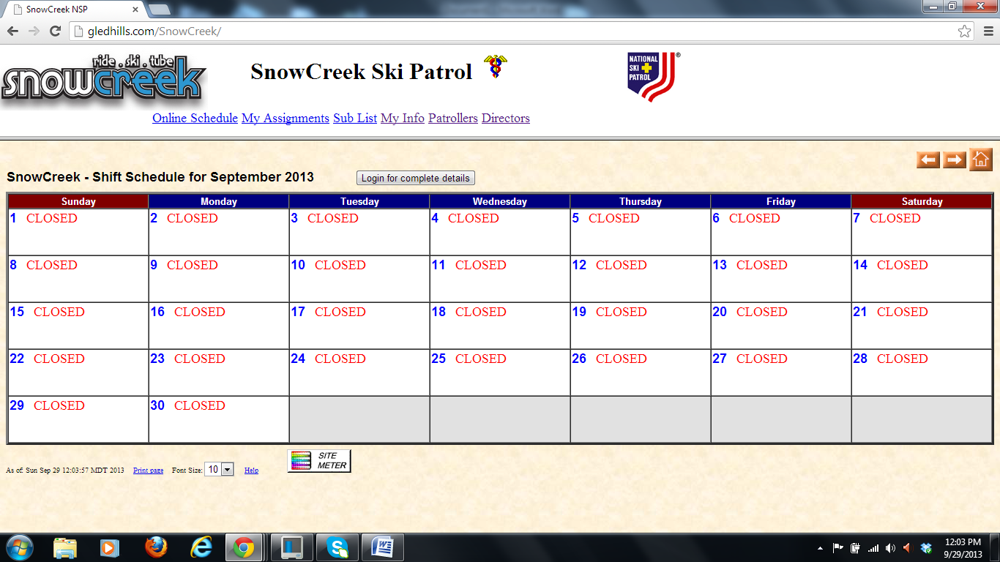 SnowCreek NSP
gledhills.com/SnowCreek/
ride.ski.tube
snowcreek
SnowCreek Ski Patrol
NATIONAL
SKI
PATROL
®
Online Schedule My Assignments Sub List My Info Patrollers Directors
SnowCreek - Shift Schedule for September 2013 Login for complete details
Sunday Monday Tuesday Wednesday Thursday Friday Saturday
1 CLOSED 2 CLOSED 3 CLOSED 4 CLOSED 5 CLOSED 6 CLOSED 7 CLOSED
8 CLOSED 9 CLOSED 10 CLOSED 11 CLOSED 12 CLOSED 13 CLOSED 14 CLOSED
15 CLOSED 16 CLOSED 17 CLOSED 18 CLOSED 19 CLOSED 20 CLOSED 21 CLOSED
22 CLOSED 23 CLOSED 24 CLOSED 25 CLOSED 26 CLOSED 27 CLOSED 28 CLOSED
29 CLOSED 30 CLOSED
SITE
METER
As of: Sun Sep 29 12:03:57 MDT 2013 Print page Font Size: 10 Help
12:03 PM
9/29/2013